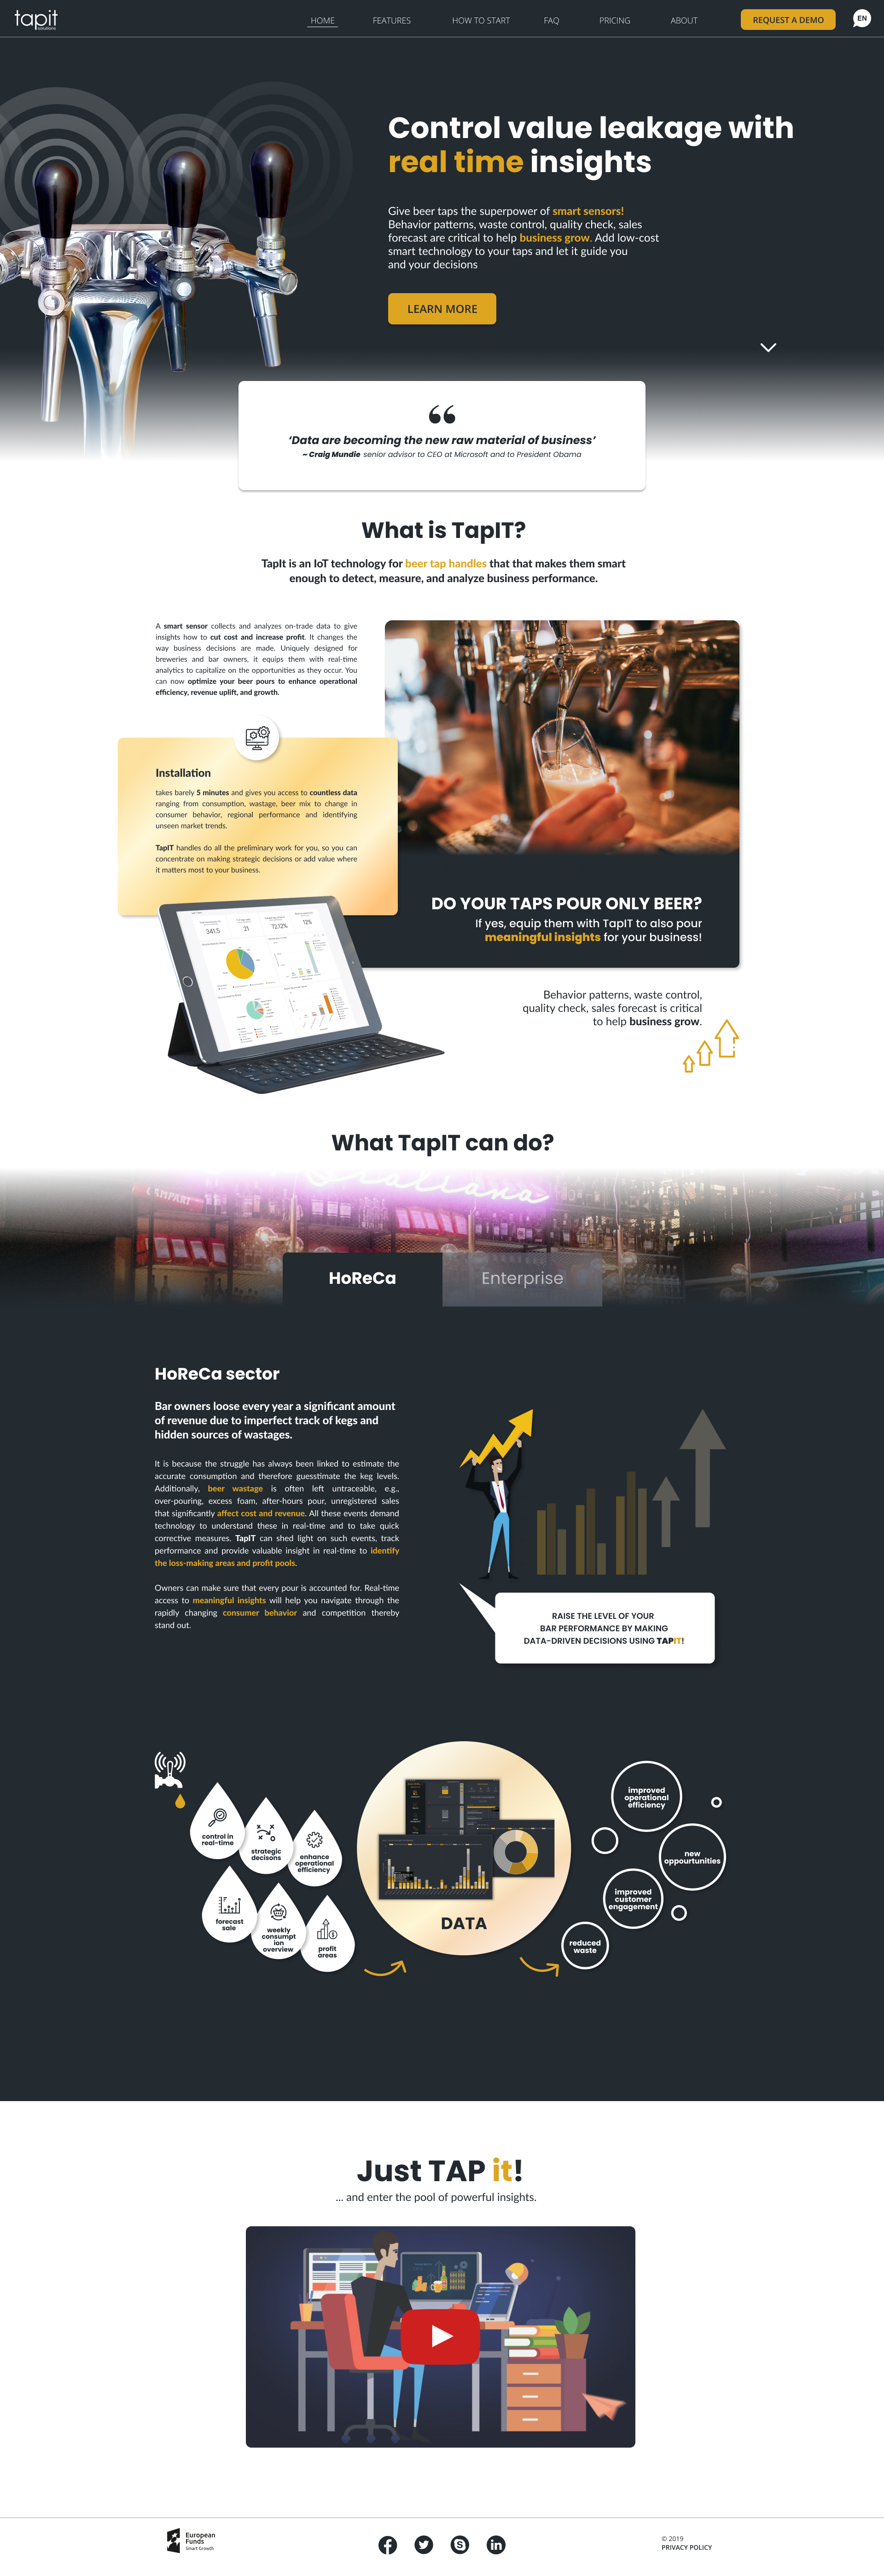 tapit
solutions
HOME
FEATURES
HOW TO START
FAQ
PRICING
ABOUT
REQUEST A DEMO
EN
Control value leakage with
real time insights
Give beer taps the superpower of smart sensors!
Behavior patterns, waste control, quality check, sales
forecast are critical to help business grow. Add low-cost
smart technology to your taps and let it guide you
and your decisions
LEARN MORE
‘Data are becoming the new raw material of business’
~ Craig Mundie senior advisor to CEO at Microsoft and to President Obama
What is TapIT?
TapIt is an IoT technology for beer tap handles that that makes them smart
enough to detect, measure, and analyze business performance.
A smart sensor collects and analyzes on-trade data to give
insights how to cut cost and increase profit. It changes the
way business decisions are made. Uniquely designed for
breweries and bar owners, it equips them with real-time
analytics to capitalize on the opportunities as they occur. You
can now optimize your beer pours to enhance operational
efficiency, revenue uplift, and growth.
Installation
takes barely 5 minutes and gives you access to countless data
ranging from consumption, wastage, beer mix to change in
consumer behavior, regional performance and identifying
unseen market trends.
TapIT handles do all the preliminary work for you, so you can
concentrate on making strategic decisions or add value where
it matters most to your business.
341.5
21
72.12%
12%
DO YOUR TAPS POUR ONLY BEER?
If yes, equip them with TapIT to also pour
meaningful insights for your business!
Behavior patterns, waste control,
quality check, sales forecast is critical
to help business grow.
What TapIT can do?
Italiana
CAMPARI
HoReCa
Enterprise
HoReCa sector
Bar owners loose every year a significant amount
of revenue due to imperfect track of kegs and
hidden sources of wastages.
It is because the struggle has always been linked to estimate the
accurate consumption and therefore guesstimate the keg levels.
Additionally, beer wastage is often left untraceable, e.g.,
over-pouring, excess foam, after-hours pour, unregistered sales
that significantly affect cost and revenue. All these events demand
technology to understand these in real-time and to take quick
corrective measures. TapIT can shed light on such events, track
performance and provide valuable insight in real-time to identify
the loss-making areas and profit pools.
Owners can make sure that every pour is accounted for. Real-time
access to meaningful insights will help you navigate through the
rapidly changing consumer behavior and competition thereby
stand out.
RAISE THE LEVEL OF YOUR
BAR PERFORMANCE BY MAKING
DATA-DRIVEN DECISIONS USING TAPIT!
control in
real-time
strategic
decisons
enhance
operational
efficiency
forecast
sale
weekly
consumpt
ion
overview
profit
areas
DATA
improved
operational
efficiency
new
oppourtunities
improved
customer
engagement
reduced
waste
Just TAP it!
... and enter the pool of powerful insights.
European
Funds
Smart Growth
© 2019
PRIVACY POLICY